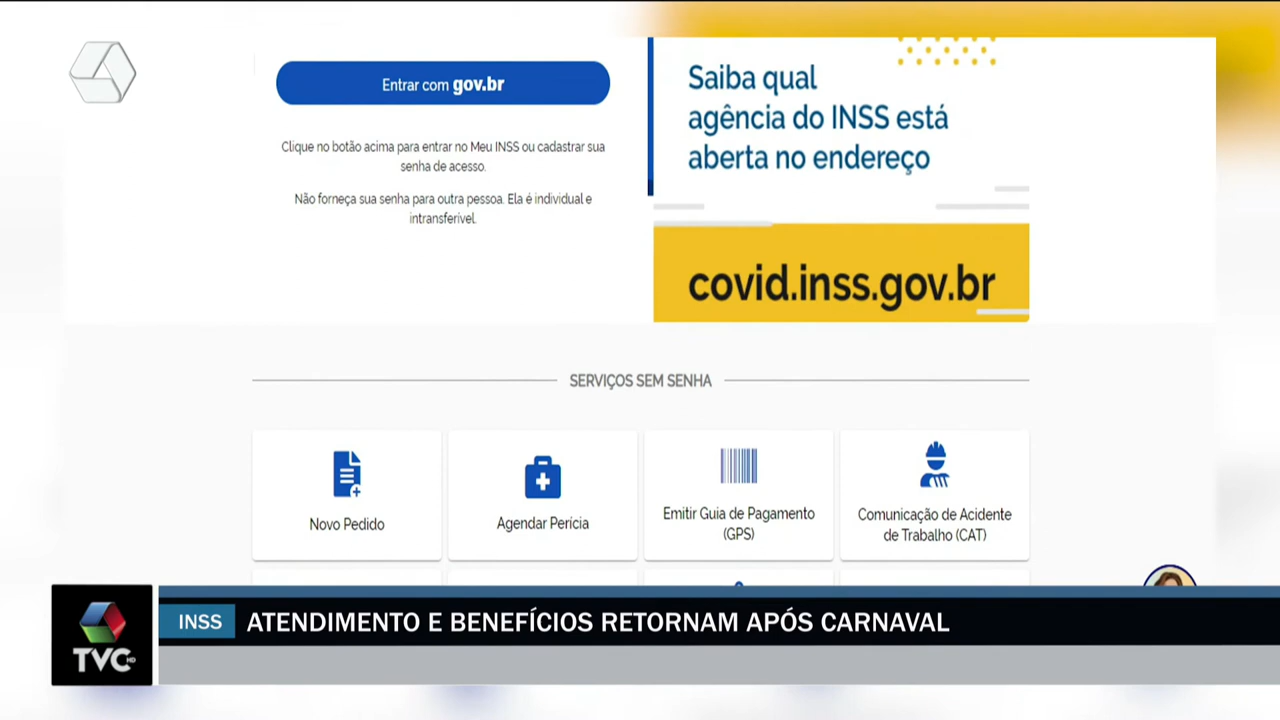 Entrar com gov.br
Clique no botão acima para entrar no Meu INSS ou cadastrar sua
senha de acesso.
Não forneça sua senha para outra pessoa. Ela é individual e
intransferível.
Saiba qual
agência do INSS está
aberta no endereço
covid.inss.gov.br
SERVIÇOS SEM SENHA
Novo Pedido
Agendar Perícia
Emitir Guia de Pagamento
(GPS)
Comunicação de Acidente
de Trabalho (CAT)
INSS ATENDIMENTO E BENEFÍCIOS RETORNAM APÓS CARNAVAL
TVC HD